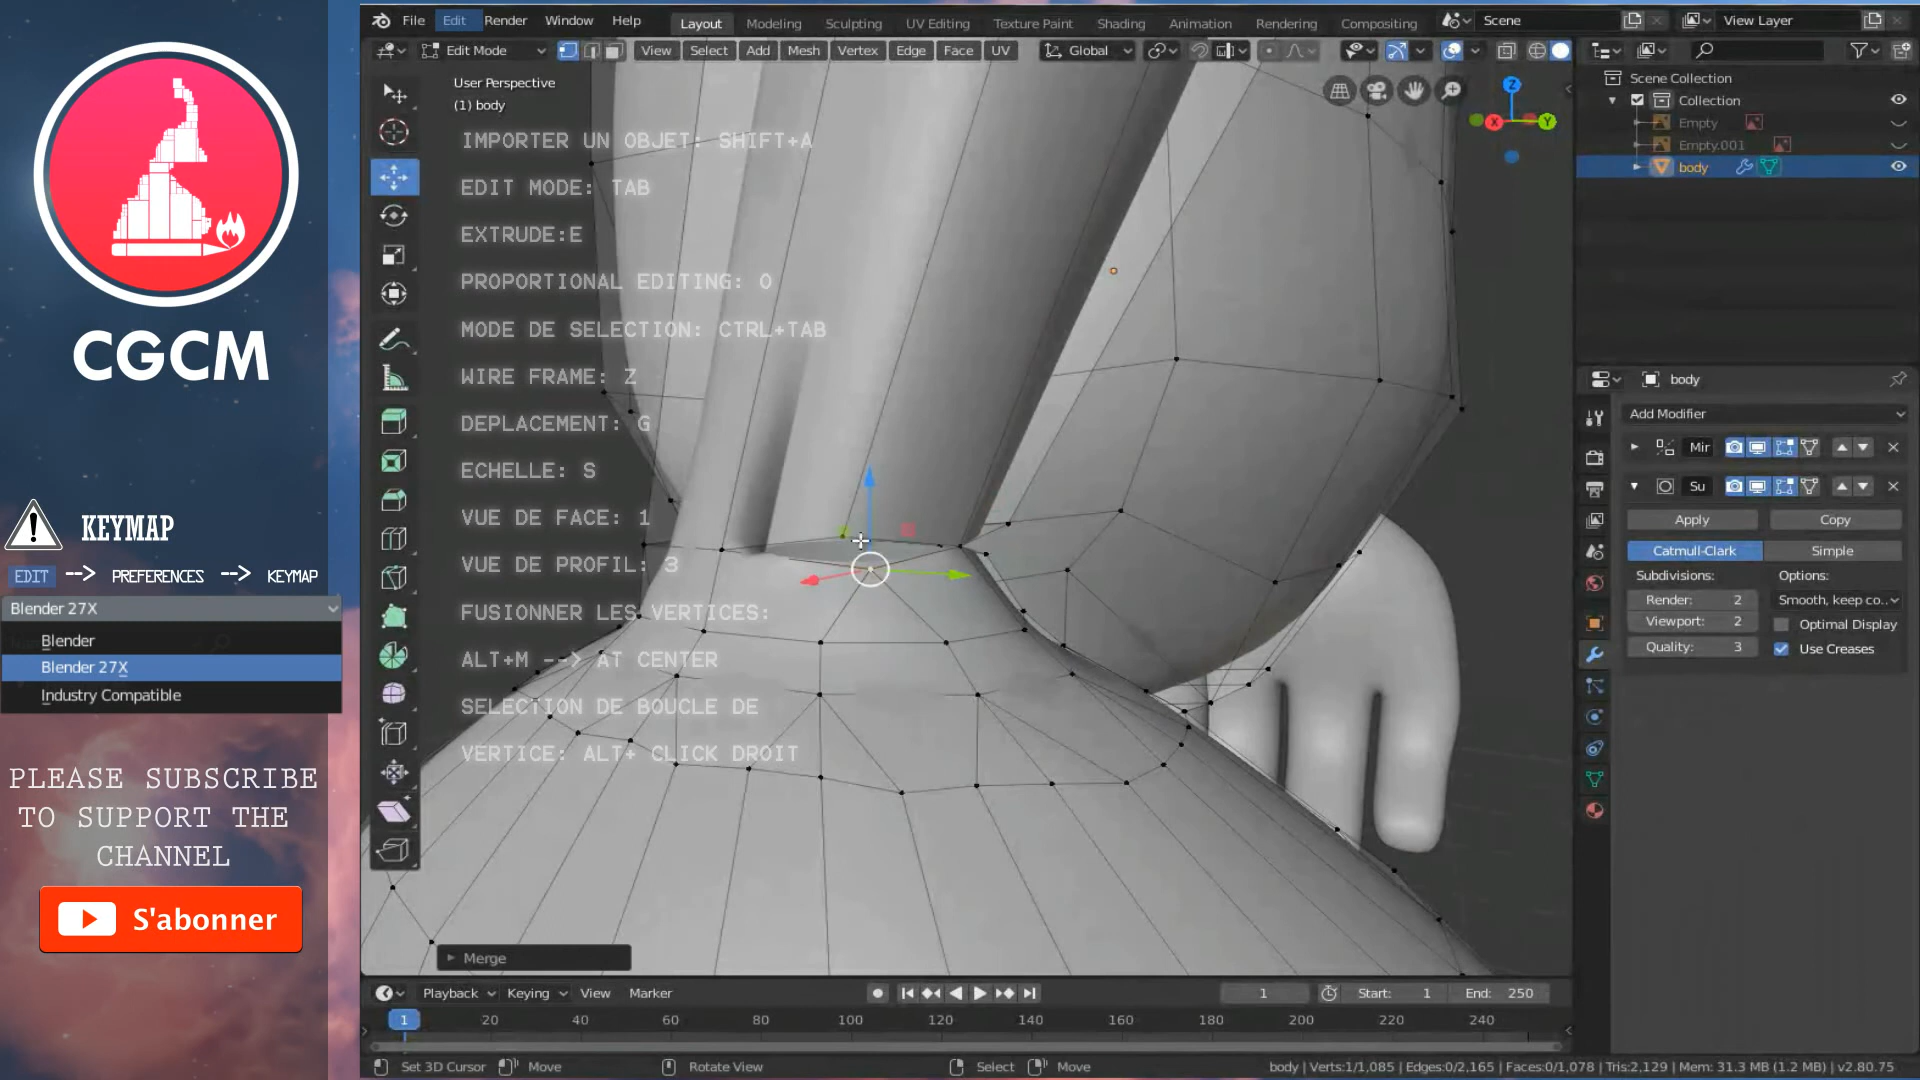 CGCM
KEYMAP
EDIT --> PREFERENCES --> KEYMAP
Blender 27X
Blender
Blender 27X
Industry Compatible
PLEASE SUBSCRIBE
TO SUPPORT THE
CHANNEL
S'abonner
File Edit Render Window Help
Layout Modeling Sculpting UV Editing Texture Paint Shading Animation Rendering Compositing
Scene
View Layer
Edit Mode View Select Add Mesh Vertex Edge Face UV Global
User Perspective
(1) body
IMPORTER UN OBJET: SHIFT+A
EDIT MODE: TAB
EXTRUDE:E
PROPORTIONAL EDITING: O
MODE DE SELECTION: CTRL+TAB
WIRE FRAME: Z
DEPLACEMENT: G
ECHELLE: S
VUE DE FACE: 1
VUE DE PROFIL: 3
FUSIONNER LES VERTICES:
ALT+M --> AT CENTER
SELECTION DE BOUCLE DE
VERTICE: ALT+ CLICK DROIT
Z
X
Y
Merge
Scene Collection
Collection
Empty
Empty.001
body
body
Add Modifier
Mir
Su
Apply Copy
Catmull-Clark Simple
Subdivisions: Options:
Render: 2 Smooth, keep co..
Viewport: 2 Optimal Display
Quality: 3 Use Creases
Playback Keying View Marker
1 Start: 1 End: 250
1 20 40 60 80 100 120 140 160 180 200 220 240
Set 3D Cursor Move Rotate View Select Move
body | Verts:1/1,085 | Edges:0/2,165 | Faces:0/1,078 | Tris:2,129 | Mem: 31.3 MB (1.2 MB) | v2.80.75